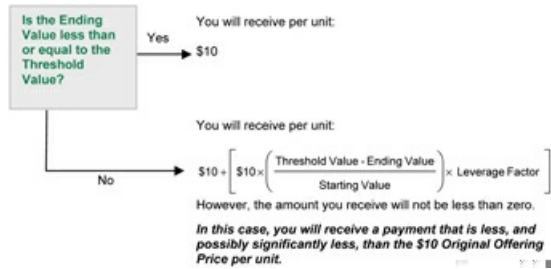 Is the Ending
Value less than
or equal to the
Threshold
Value?
Yes
You will receive per unit:
$10
No
You will receive per unit:
$10 + [ $10 × ( Threshold Value - Ending Value / Starting Value ) × Leverage Factor ]
However, the amount you receive will not be less than zero.
In this case, you will receive a payment that is less, and
possibly significantly less, than the $10 Original Offering
Price per unit.